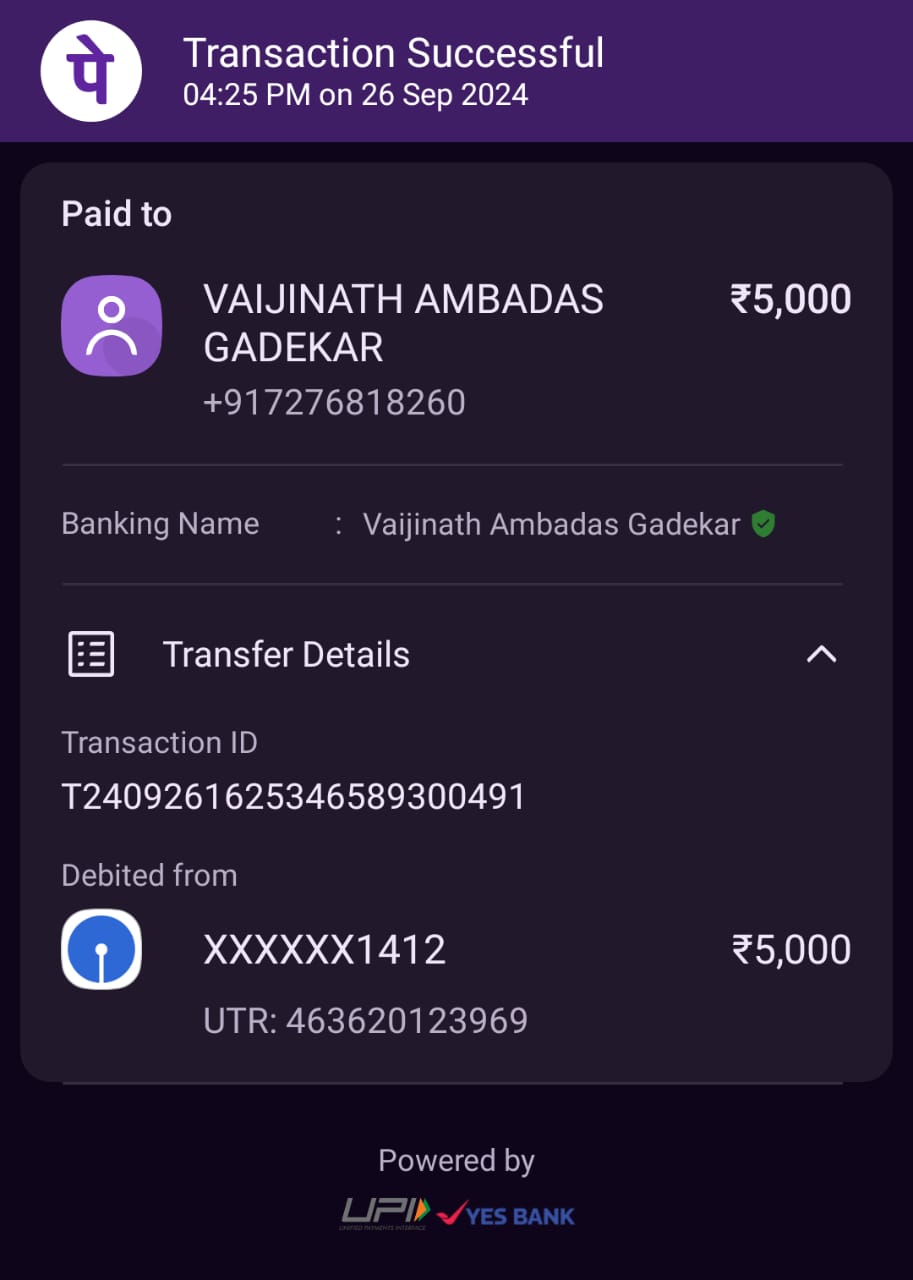 पे
Transaction Successful
04:25 PM on 26 Sep 2024
Paid to
VAIJINATH AMBADAS ₹5,000
GADEKAR
+917276818260
Banking Name : Vaijinath Ambadas Gadekar
Transfer Details
Transaction ID
T2409261625346589300491
Debited from
XXXXXX1412 ₹5,000
UTR: 463620123969
Powered by
UPI YES BANK
UNIFIED PAYMENTS INTERFACE